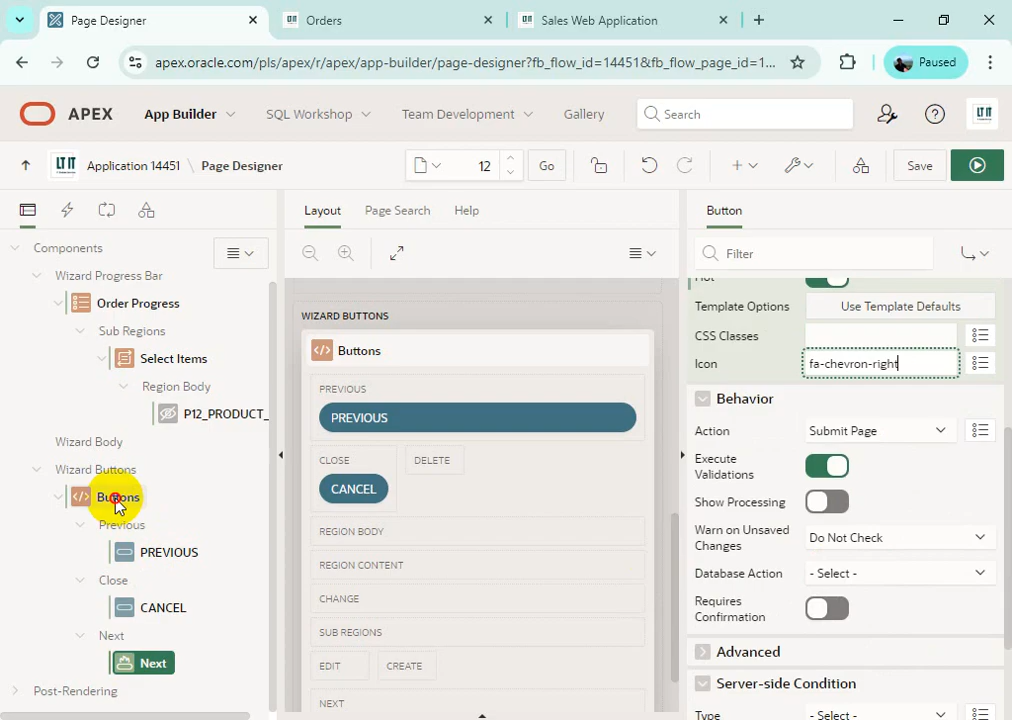 Page Designer
Orders
Sales Web Application
apex.oracle.com/pls/apex/r/apex/app-builder/page-designer?fb_flow_id=14451&fb_flow_page_id=1...
Paused
APEX
App Builder
SQL Workshop
Team Development
Gallery
Search
LT IT
LT IT
Application 14451 \ Page Designer
12
Go
Save
Layout
Page Search
Help
Button
Components
Wizard Progress Bar
Order Progress
Sub Regions
Select Items
Region Body
P12_PRODUCT_
Wizard Body
Wizard Buttons
Buttons
Previous
PREVIOUS
Close
CANCEL
Next
Next
Post-Rendering
WIZARD BUTTONS
Buttons
PREVIOUS
PREVIOUS
CLOSE
DELETE
CANCEL
REGION BODY
REGION CONTENT
CHANGE
SUB REGIONS
EDIT
CREATE
NEXT
Filter
Hot
Template Options
Use Template Defaults
CSS Classes
Icon
fa-chevron-right
Behavior
Action
Submit Page
Execute Validations
Show Processing
Warn on Unsaved Changes
Do Not Check
Database Action
- Select -
Requires Confirmation
Advanced
Server-side Condition
Type
- Select -